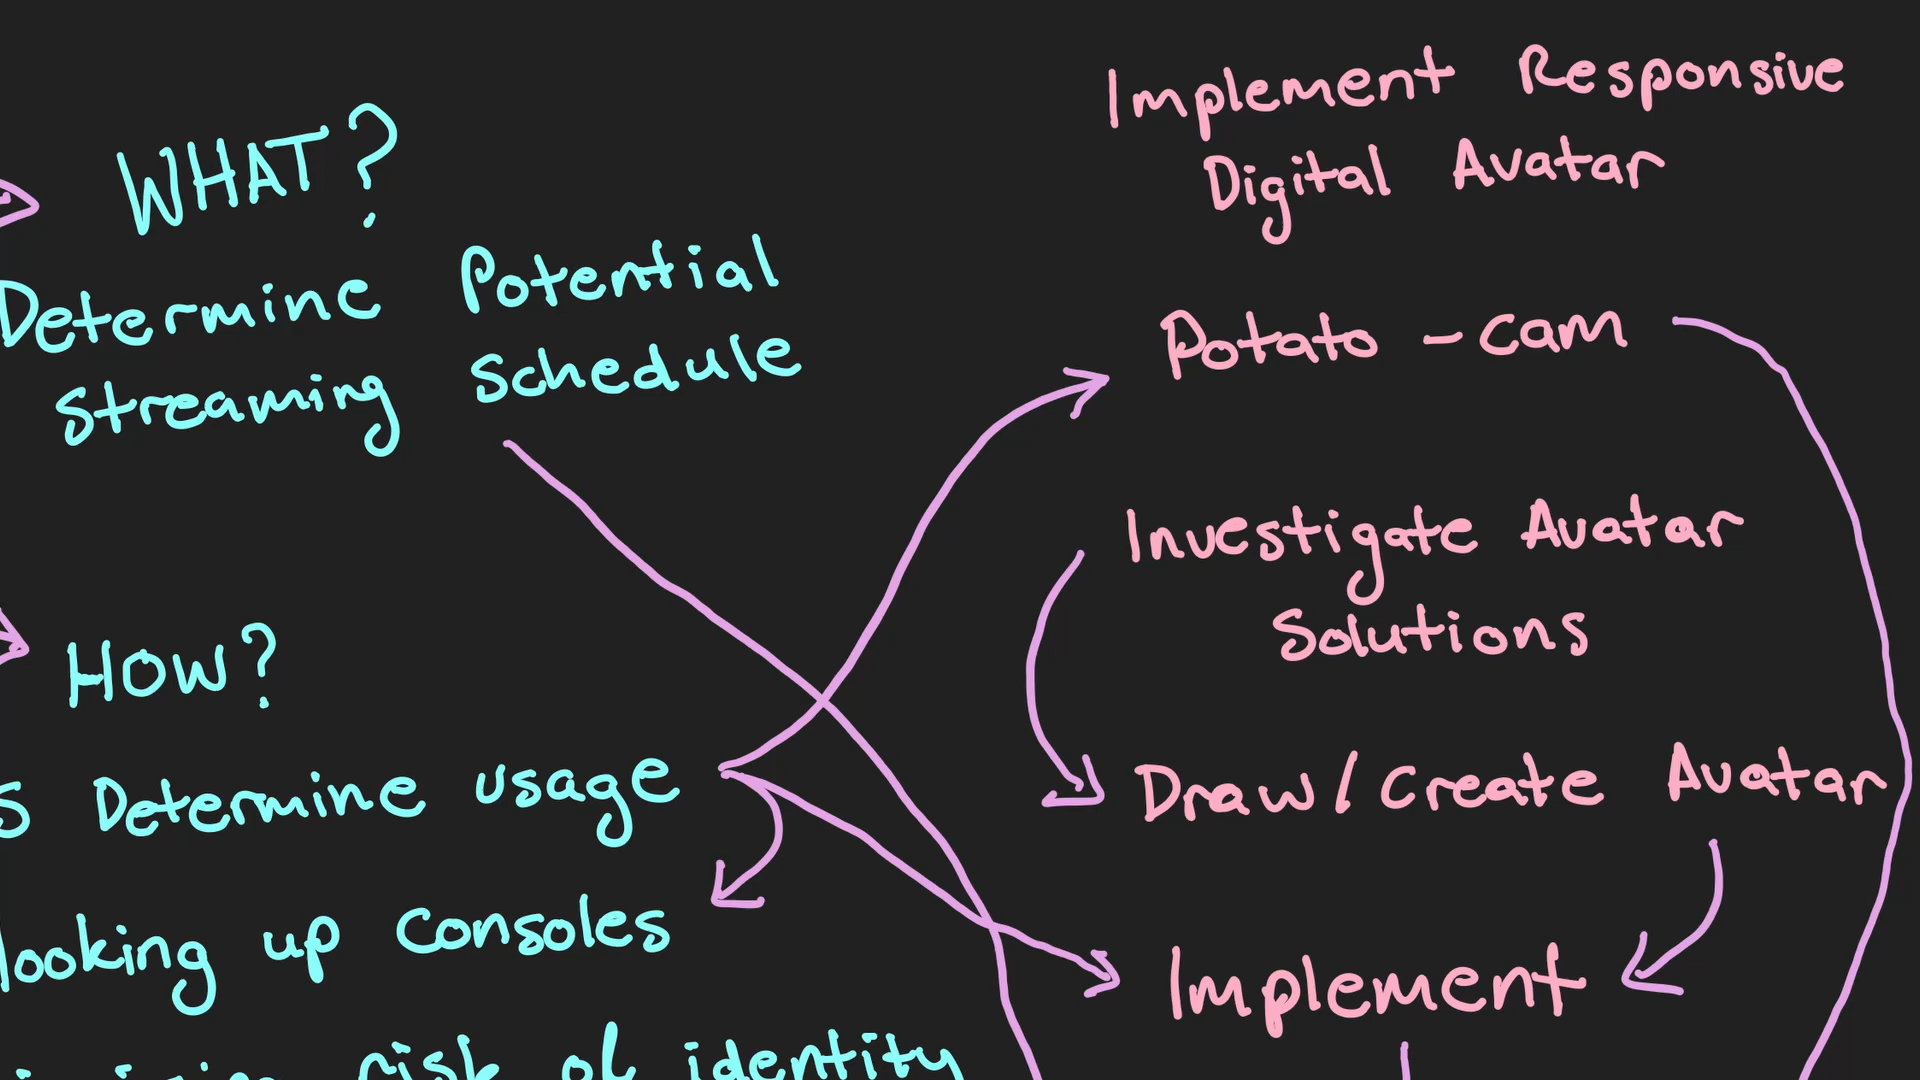 WHAT?
Determine Potential
Streaming Schedule
HOW?
s Determine usage
looking up consoles
risk of identity
Implement Responsive
Digital Avatar
Potato - cam
Investigate Avatar
Solutions
Draw/Create Avatar
Implement